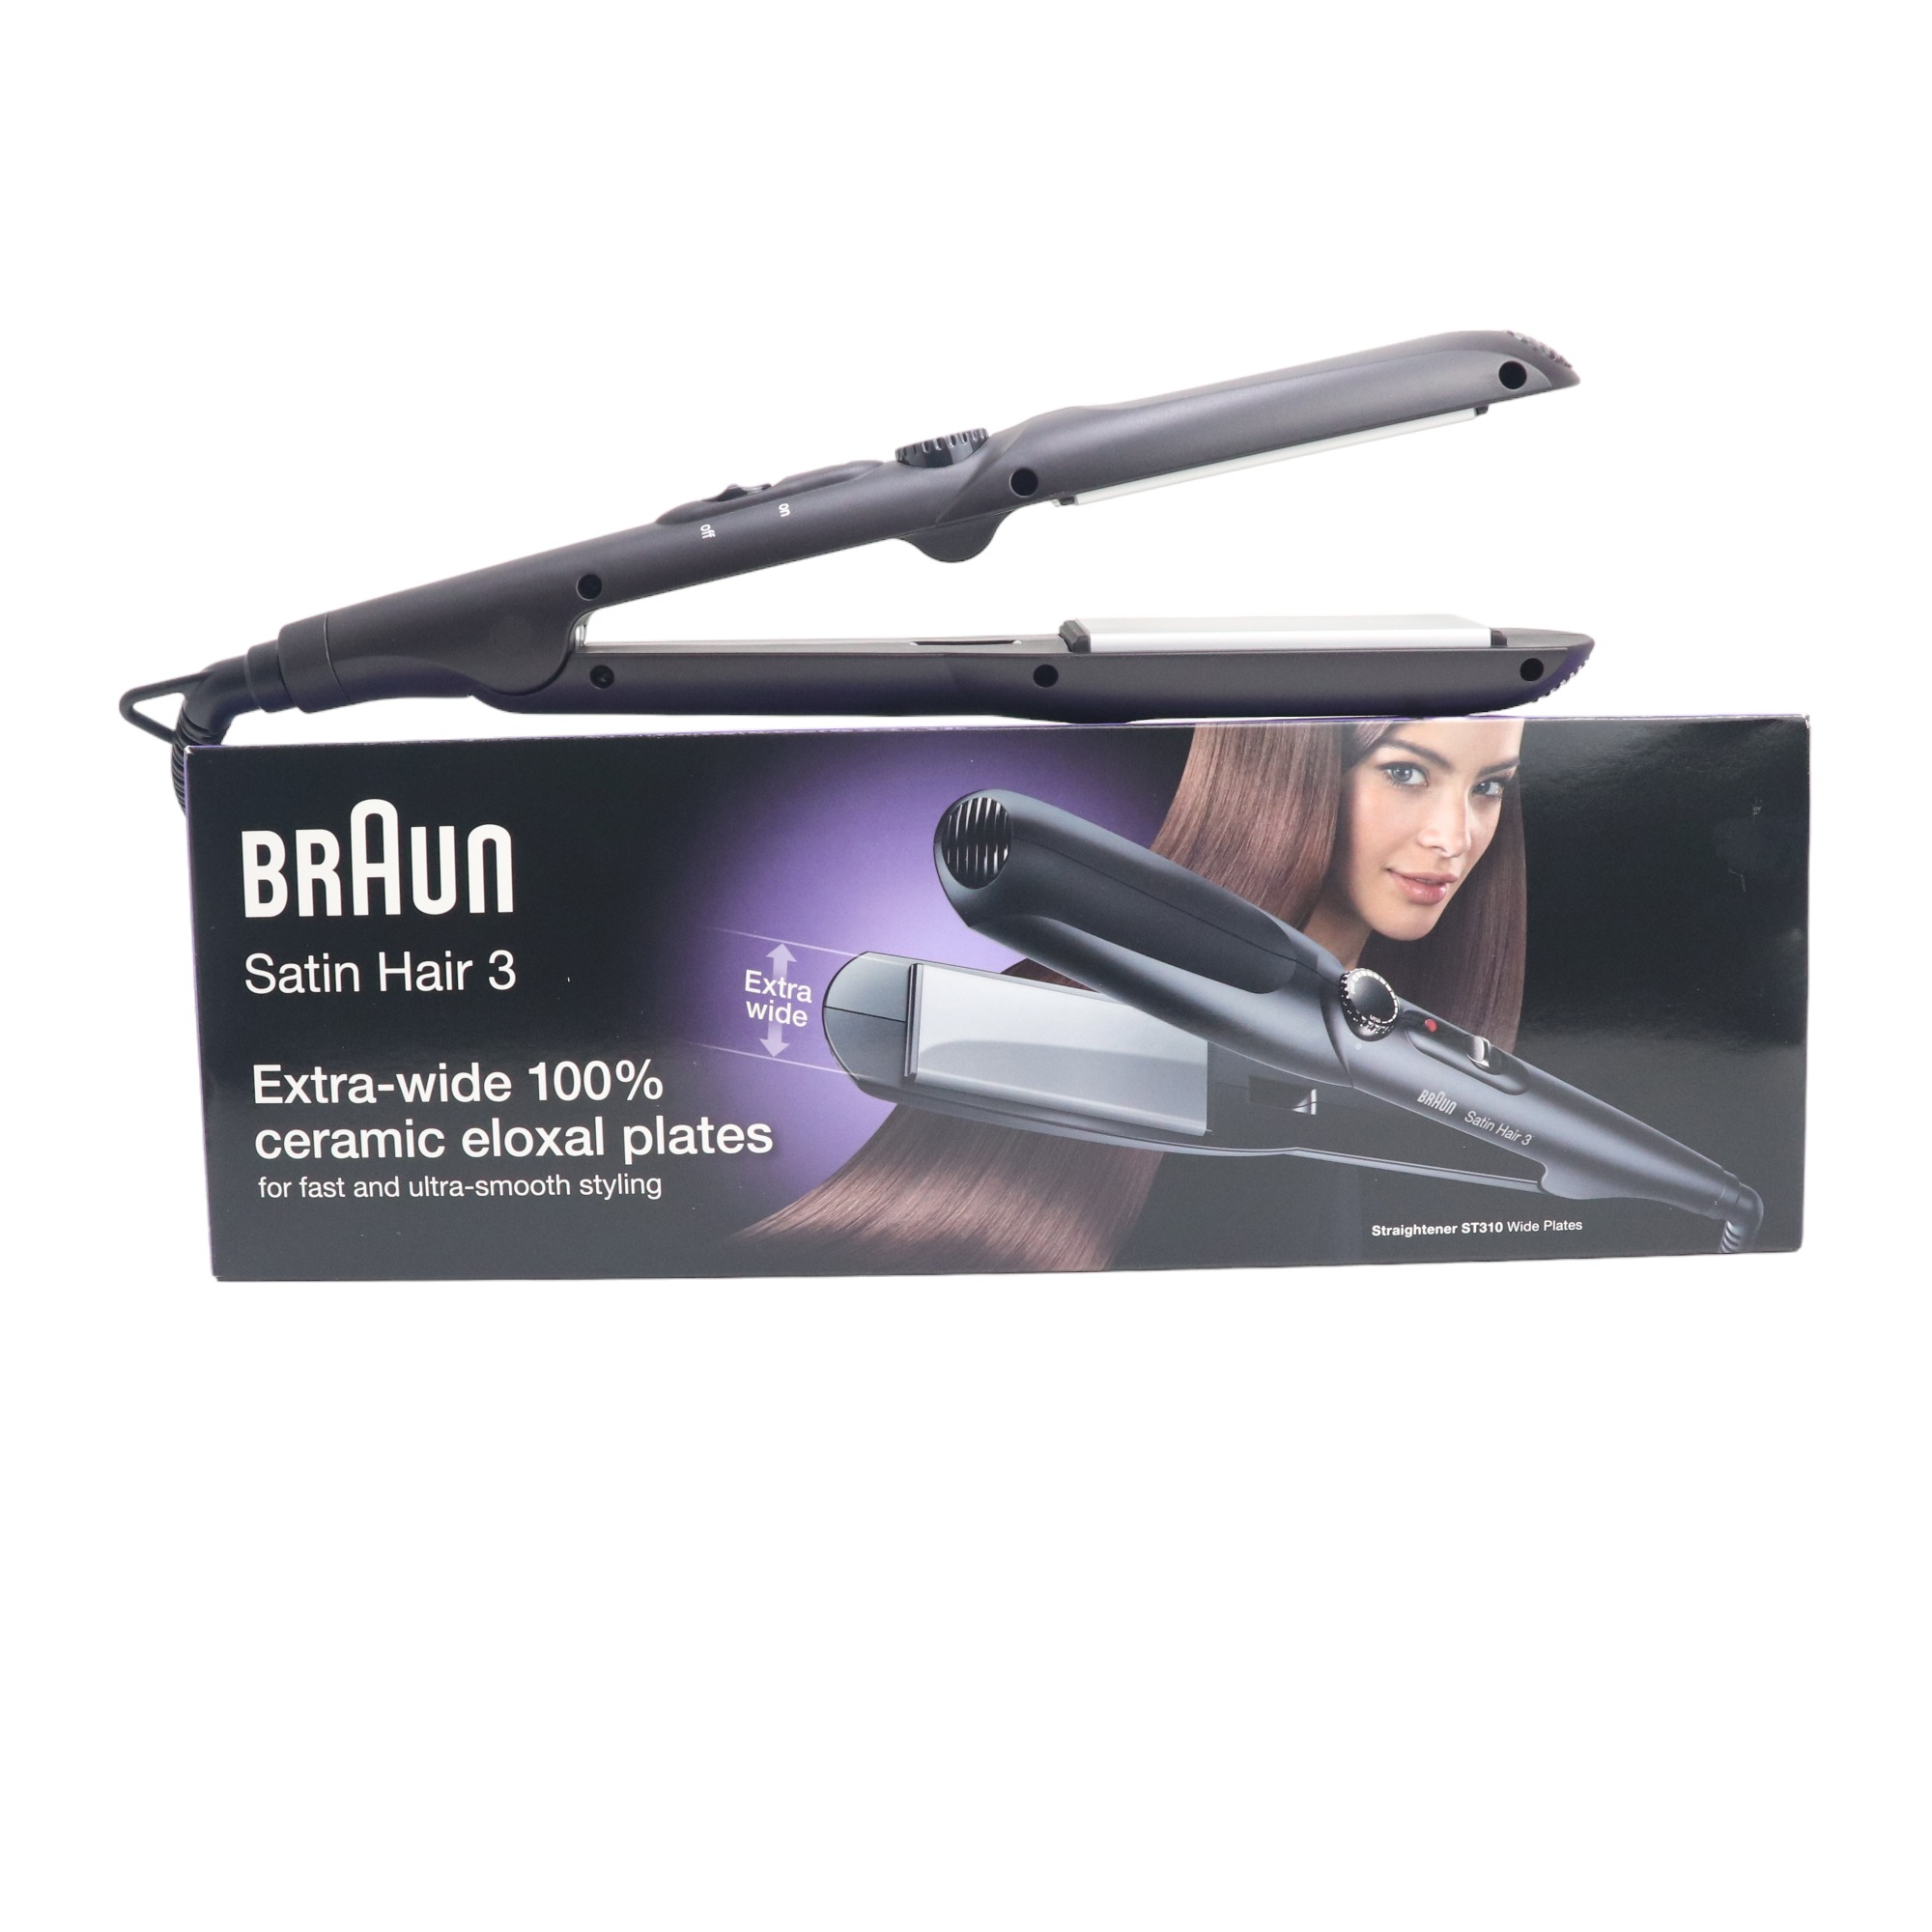 on
off
BRAUN
Satin Hair 3
Extra
wide
Extra-wide 100%
ceramic eloxal plates
for fast and ultra-smooth styling
BRAUN Satin Hair 3
Straightener ST310 Wide Plates